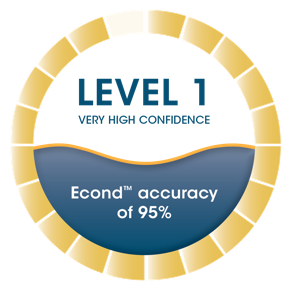 LEVEL 1
VERY HIGH CONFIDENCE
Econd™ accuracy
of 95%